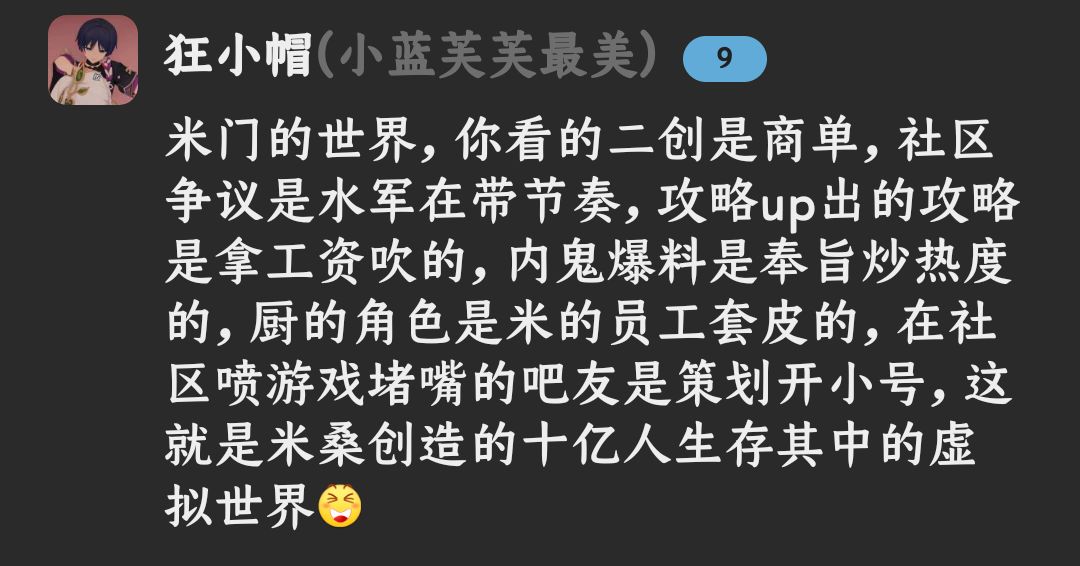 狂小帽(小蓝芙芙最美) 9
米门的世界，你看的二创是商单，社区
争议是水军在带节奏，攻略up出的攻略
是拿工资吹的，内鬼爆料是奉旨炒热度
的，厨的角色是米的员工套皮的，在社
区喷游戏堵嘴的吧友是策划开小号，这
就是米桑创造的十亿人生存其中的虚
拟世界